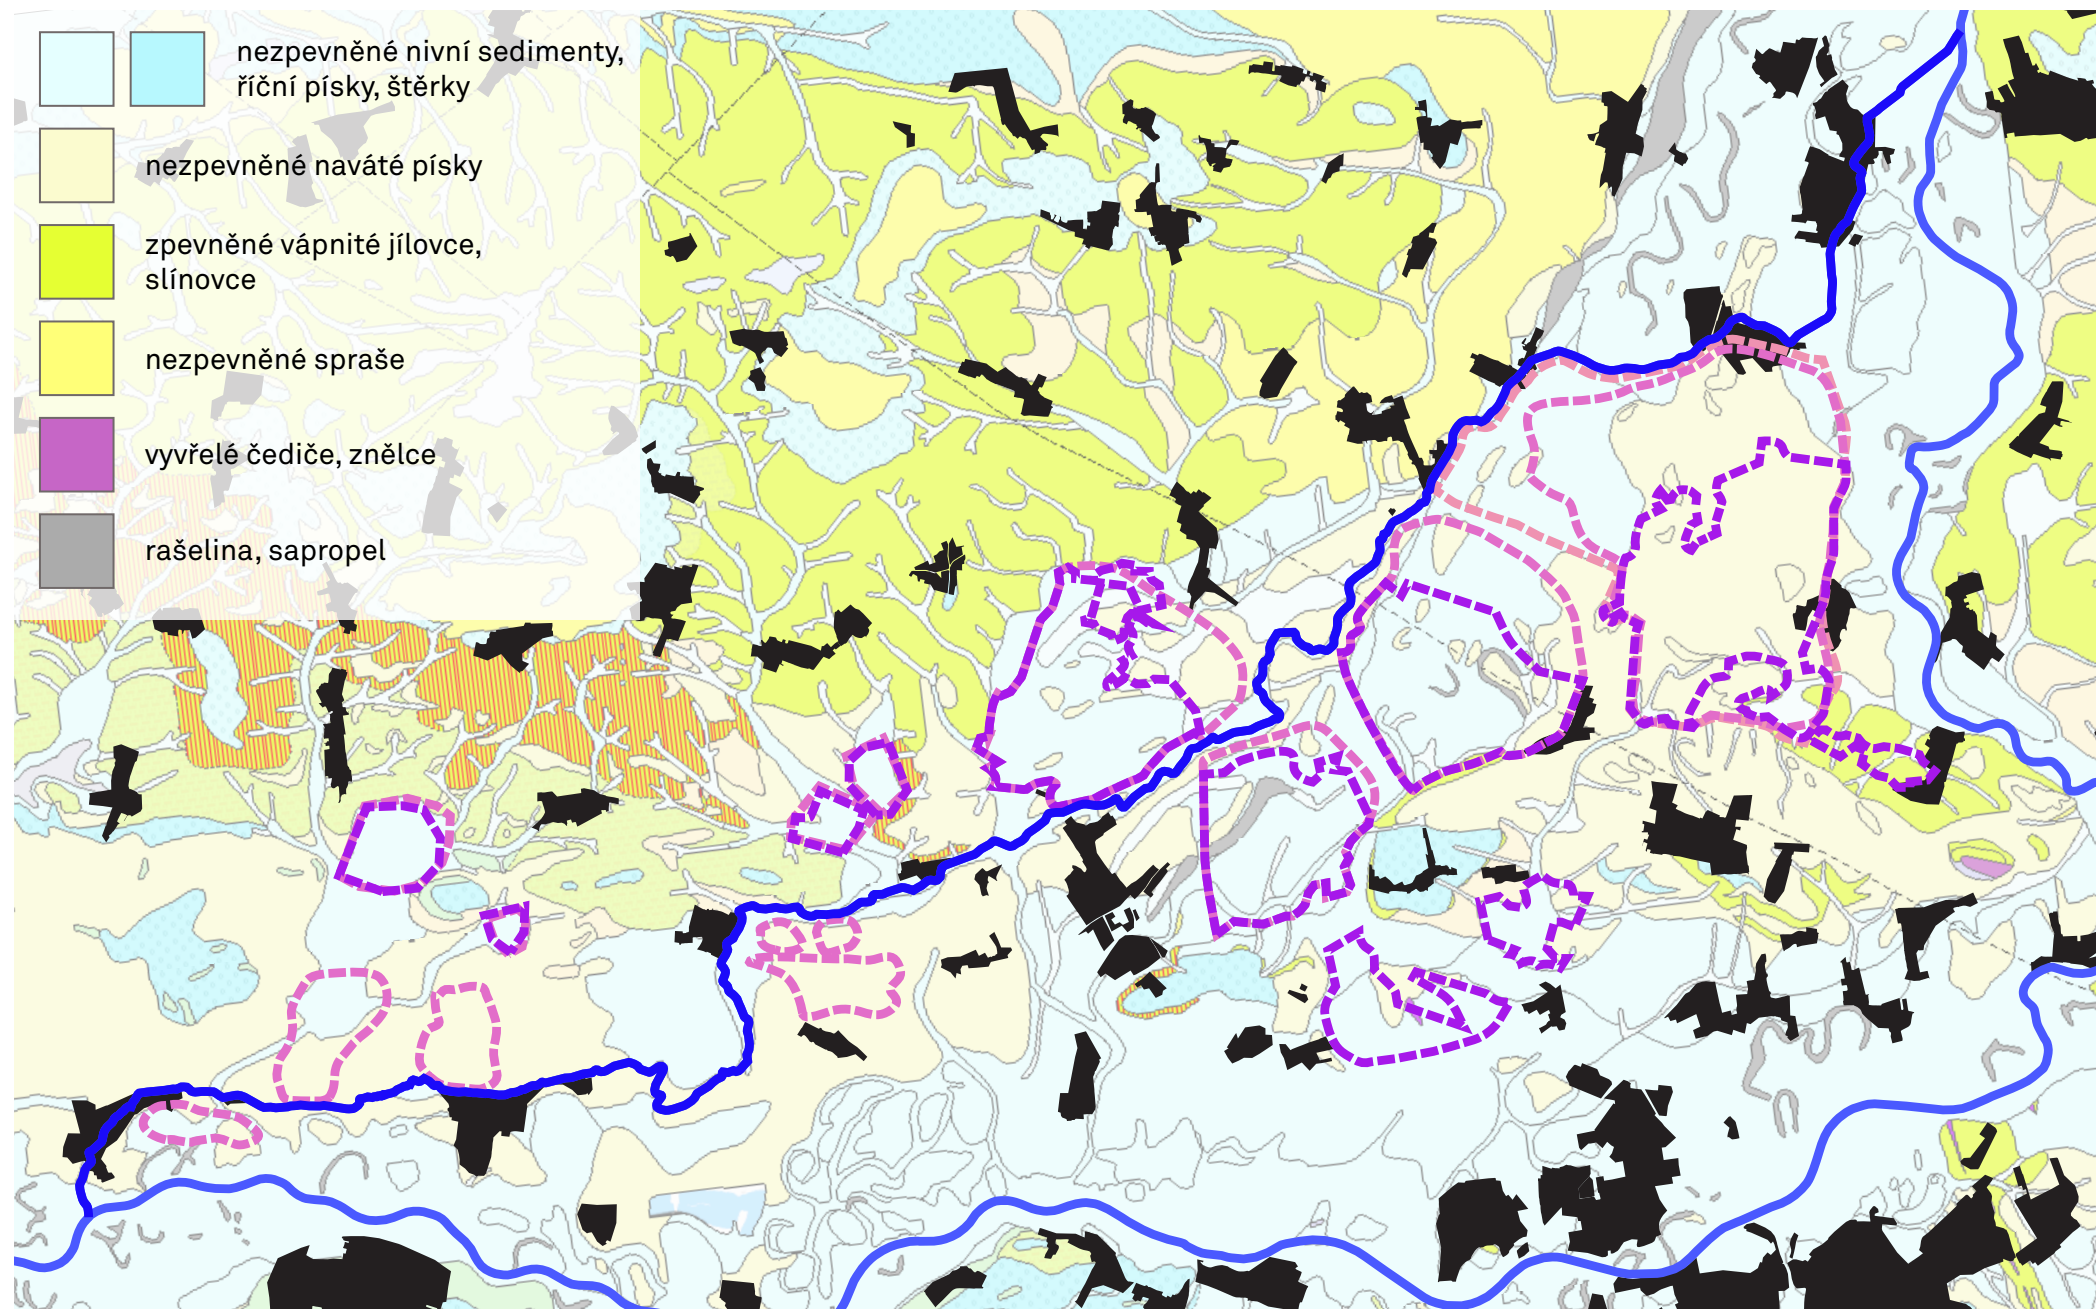 nezpevněné nivní sedimenty,
říční písky, štěrky
nezpevněné naváté písky
zpevněné vápnité jílovce,
slínovce
nezpevněné spraše
vyvřelé čediče, znělce
rašelina, sapropel